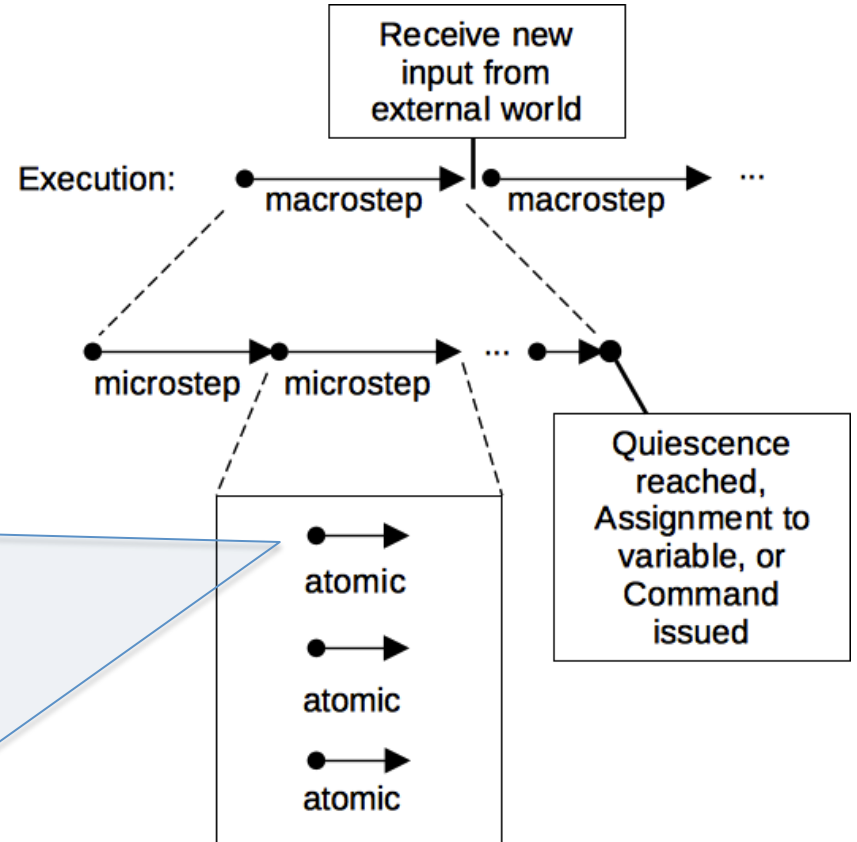 Receive new
input from
external world
Execution:
macrostep
macrostep
...
microstep
microstep
...
Quiescence
reached,
Assignment to
variable, or
Command
issued
atomic
atomic
atomic